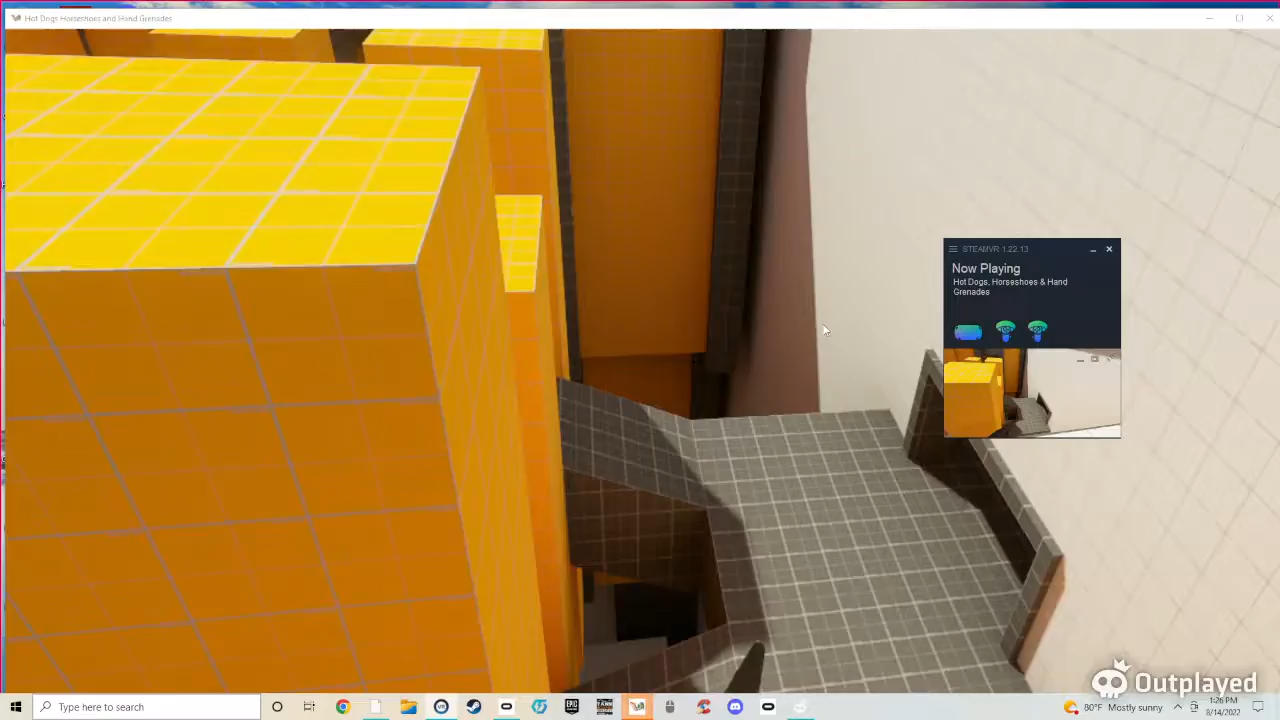 Hot Dogs Horseshoes and Hand Grenades
STEAMVR 1.22.13
Now Playing
Hot Dogs, Horseshoes & Hand
Grenades
Outplayed
Type here to search
EPIC
80°F Mostly sunny
1:26 PM
8/14/2022